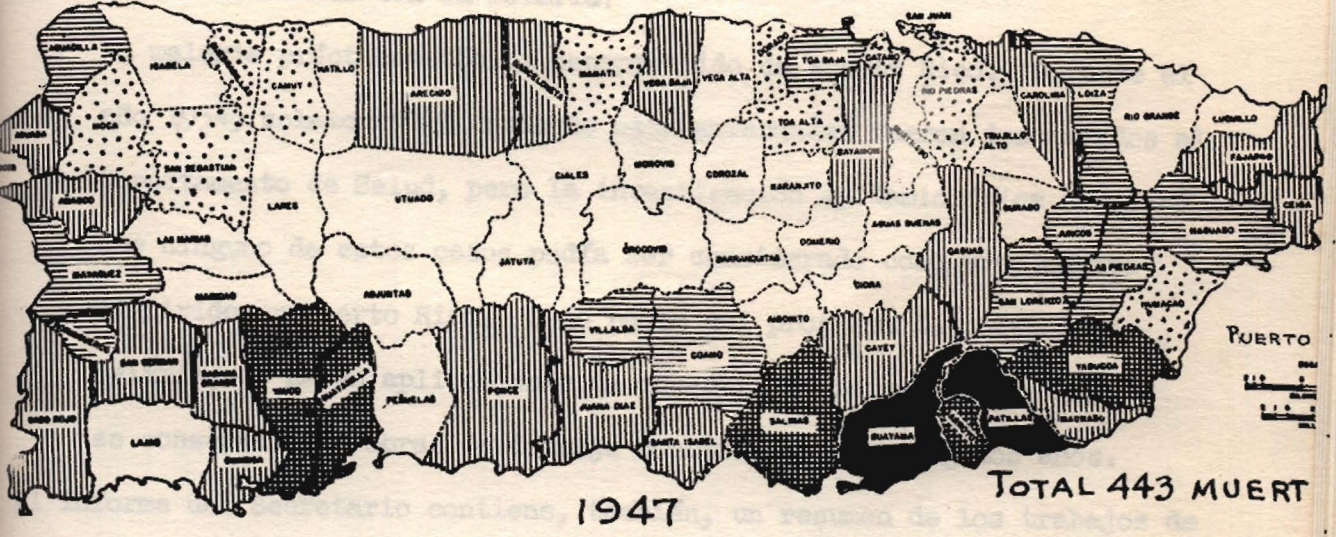 SAN JUAN
AGUADILLA
ISABELA
CAMUY
HATILLO
ARECIBO
BARCELONETA
MANATI
VEGA BAJA
VEGA ALTA
DORADO
TOA BAJA
CATAÑO
RIO PIEDRAS
CAROLINA
LOIZA
RIO GRANDE
LUQUILLO
AGUADA
MOCA
SAN SEBASTIAN
LARES
UTUADO
CIALES
MOROVIS
COROZAL
TOA ALTA
NARANJITO
BAYAMON
GUAYNABO
TRUJILLO
ALTO
FAJARDO
CEIBA
AÑASCO
LAS MARIAS
MAYAGUEZ
MARICAO
ADJUNTAS
JAYUYA
OROCOVIS
BARRANQUITAS
COMERIO
AGUAS BUENAS
CIDRA
CAGUAS
GURABO
JUNCOS
LAS PIEDRAS
NAGUABO
SAN LORENZO
HUMACAO
VILLALBA
COAMO
AIBONITO
CAYEY
YABUCOA
SAN GERMAN
SABANA
GRANDE
YAUCO
GUAYANILLA
PEÑUELAS
PONCE
JUANA DIAZ
SANTA ISABEL
SALINAS
GUAYAMA
PATILLAS
MAUNABO
CABO ROJO
LAJAS
GUANICA
PUERTO
1947
TOTAL 443 MUERT